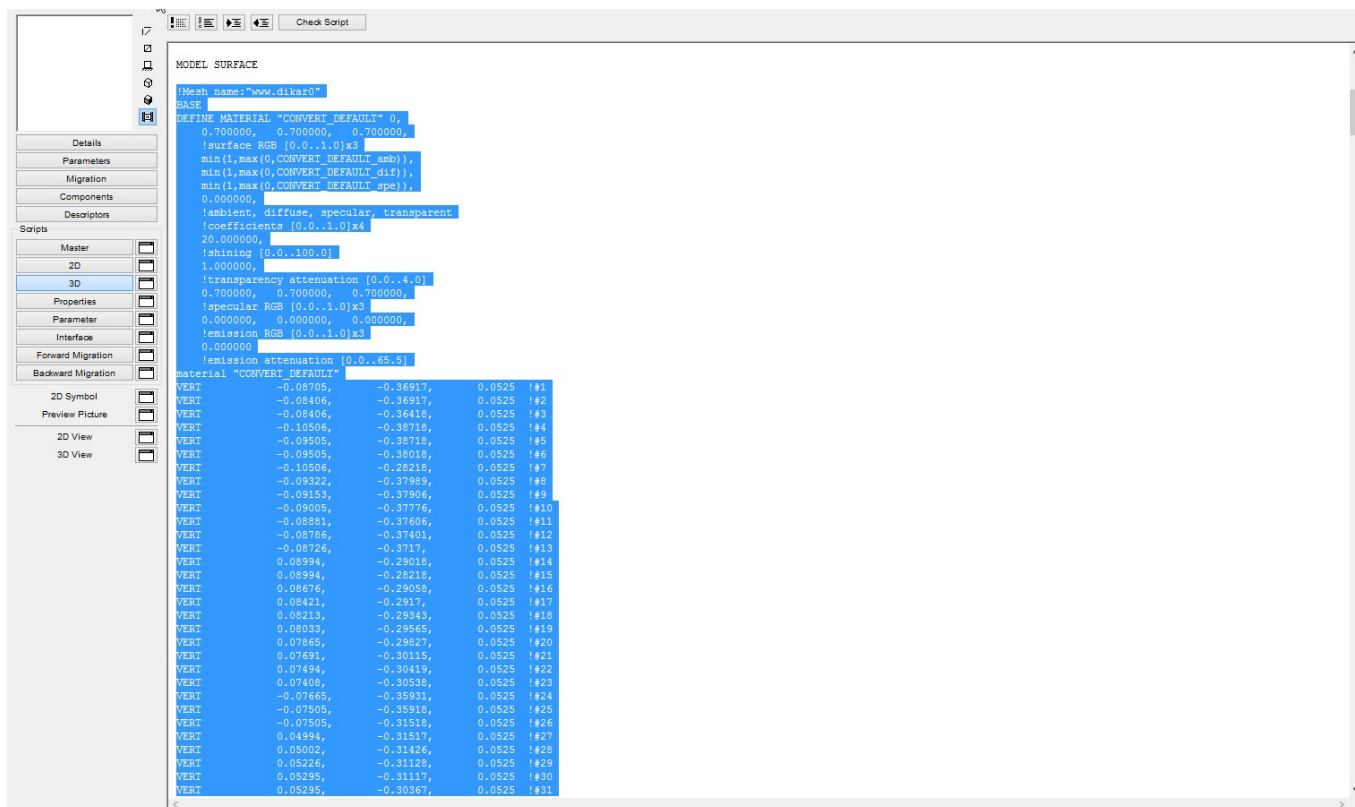 Check Script
Details
Parameters
Migration
Components
Descriptors
Scripts
Master
2D
3D
Properties
Parameter
Interface
Forward Migration
Backward Migration
2D Symbol
Preview Picture
2D View
3D View
MODEL SURFACE
!Mesh name:"www.dikar0"
BASE
DEFINE MATERIAL "CONVERT_DEFAULT" 0,
0.700000, 0.700000, 0.700000,
!surface RGB [0.0..1.0]x3
min(1,max(0,CONVERT_DEFAULT_amb)),
min(1,max(0,CONVERT_DEFAULT_dif)),
min(1,max(0,CONVERT_DEFAULT_spe)),
0.000000,
!ambient, diffuse, specular, transparent
!coefficients [0.0..1.0]x4
20.000000,
!shining [0.0..100.0]
1.000000,
!transparency attenuation [0.0..4.0]
0.700000, 0.700000, 0.700000,
!specular RGB [0.0..1.0]x3
0.000000, 0.000000, 0.000000,
!emission RGB [0.0..1.0]x3
0.000000
!emission attenuation [0.0..65.5]
material "CONVERT_DEFAULT"
VERT -0.08705, -0.36917, 0.0525 !#1
VERT -0.08406, -0.36917, 0.0525 !#2
VERT -0.08406, -0.36418, 0.0525 !#3
VERT -0.10506, -0.38718, 0.0525 !#4
VERT -0.09505, -0.38718, 0.0525 !#5
VERT -0.09505, -0.38018, 0.0525 !#6
VERT -0.10506, -0.28218, 0.0525 !#7
VERT -0.09322, -0.37989, 0.0525 !#8
VERT -0.09153, -0.37906, 0.0525 !#9
VERT -0.09005, -0.37776, 0.0525 !#10
VERT -0.08881, -0.37606, 0.0525 !#11
VERT -0.08786, -0.37401, 0.0525 !#12
VERT -0.08726, -0.3717, 0.0525 !#13
VERT 0.08994, -0.29018, 0.0525 !#14
VERT 0.08994, -0.28218, 0.0525 !#15
VERT 0.08676, -0.29058, 0.0525 !#16
VERT 0.08421, -0.2917, 0.0525 !#17
VERT 0.08213, -0.29343, 0.0525 !#18
VERT 0.08033, -0.29565, 0.0525 !#19
VERT 0.07865, -0.29827, 0.0525 !#20
VERT 0.07691, -0.30115, 0.0525 !#21
VERT 0.07494, -0.30419, 0.0525 !#22
VERT 0.07408, -0.30538, 0.0525 !#23
VERT -0.07665, -0.35931, 0.0525 !#24
VERT -0.07505, -0.35918, 0.0525 !#25
VERT -0.07505, -0.31518, 0.0525 !#26
VERT 0.04994, -0.31517, 0.0525 !#27
VERT 0.05002, -0.31426, 0.0525 !#28
VERT 0.05226, -0.31128, 0.0525 !#29
VERT 0.05295, -0.31117, 0.0525 !#30
VERT 0.05295, -0.30367, 0.0525 !#31